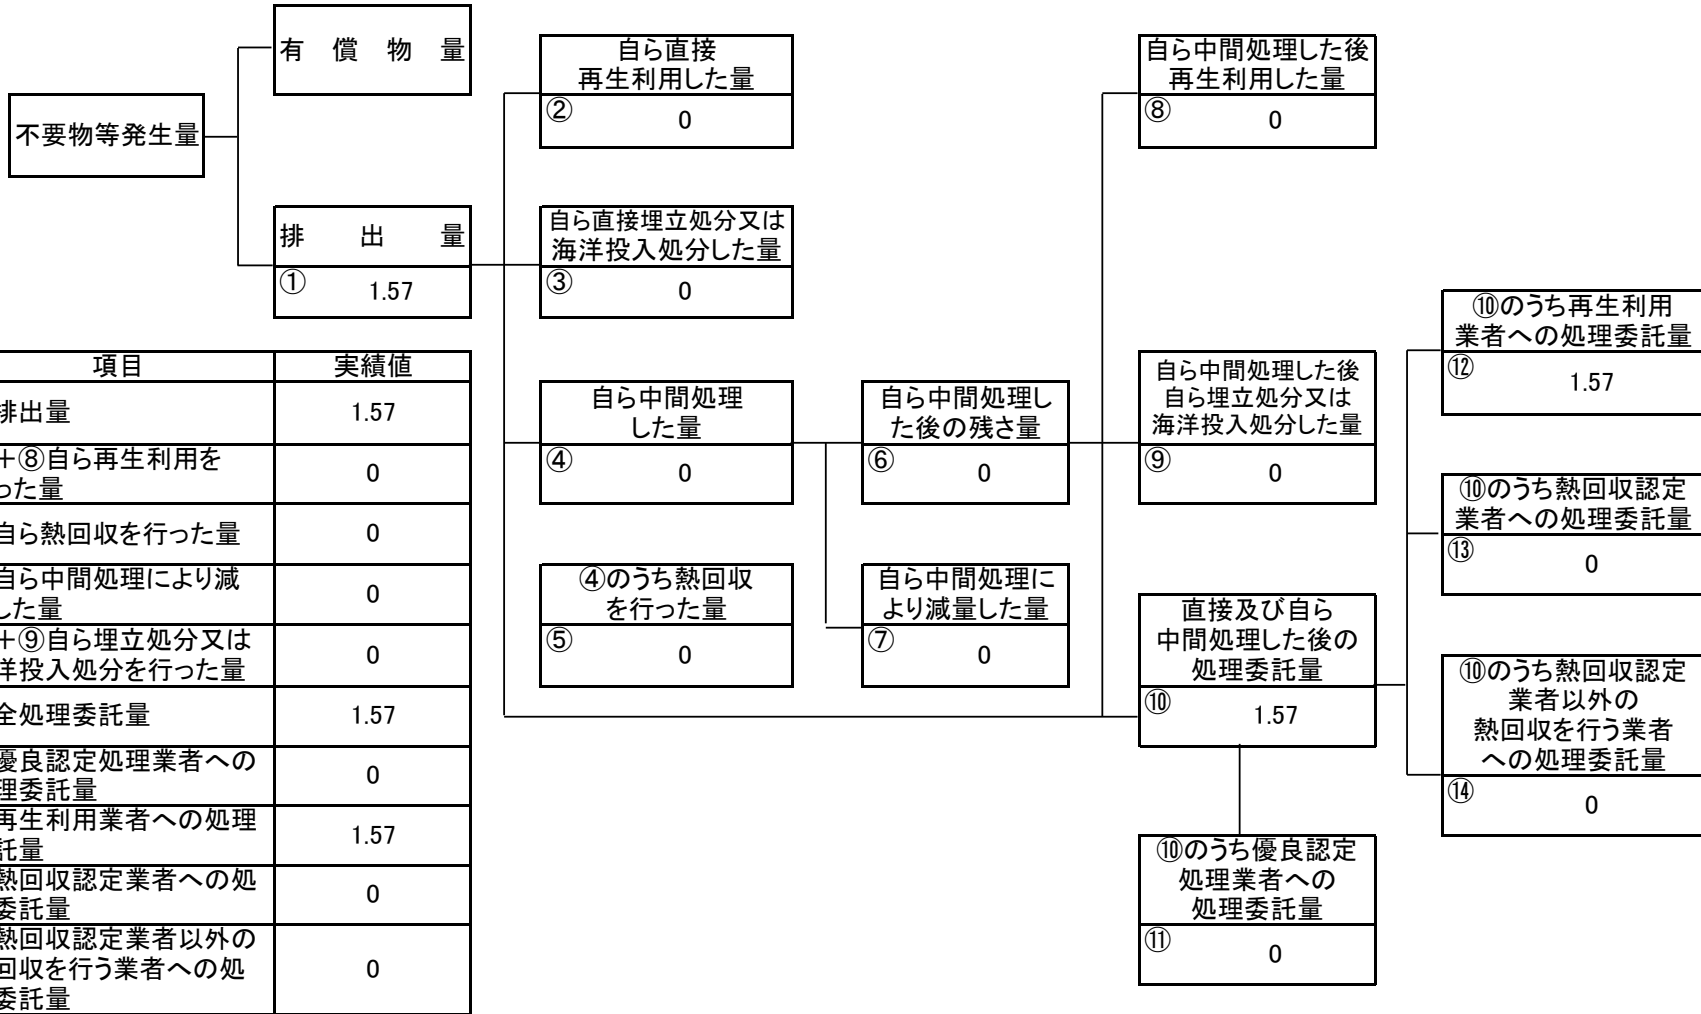 不要物等発生量
有 償 物 量
排 出 量
① 1.57
自ら直接
再生利用した量
② 0
自ら直接埋立処分又は
海洋投入処分した量
③ 0
自ら中間処理
した量
④ 0
④のうち熱回収
を行った量
⑤ 0
自ら中間処理し
た後の残さ量
⑥ 0
自ら中間処理に
より減量した量
⑦ 0
自ら中間処理した後
再生利用した量
⑧ 0
自ら中間処理した後
自ら埋立処分又は
海洋投入処分した量
⑨ 0
直接及び自ら
中間処理した後の
処理委託量
⑩ 1.57
⑩のうち優良認定
処理業者への
処理委託量
⑪ 0
⑩のうち再生利用
業者への処理委託量
⑫ 1.57
⑩のうち熱回収認定
業者への処理委託量
⑬ 0
⑩のうち熱回収認定
業者以外の
熱回収を行う業者
への処理委託量
⑭ 0
項目 実績値
排出量 1.57
+⑧自ら再生利用を
った量 0
自ら熱回収を行った量 0
自ら中間処理により減
した量 0
+⑨自ら埋立処分又は
洋投入処分を行った量 0
全処理委託量 1.57
優良認定処理業者への
理委託量 0
再生利用業者への処理
託量 1.57
熱回収認定業者への処
委託量 0
熱回収認定業者以外の
回収を行う業者への処
委託量 0